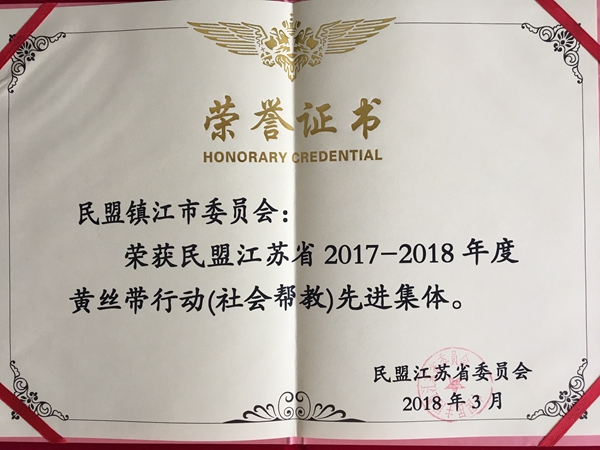 荣誉证书
HONORARY CREDENTIAL
民盟镇江市委员会：
荣获民盟江苏省2017-2018年度
黄丝带行动(社会帮教)先进集体。
民盟江苏省委员会
2018年3月